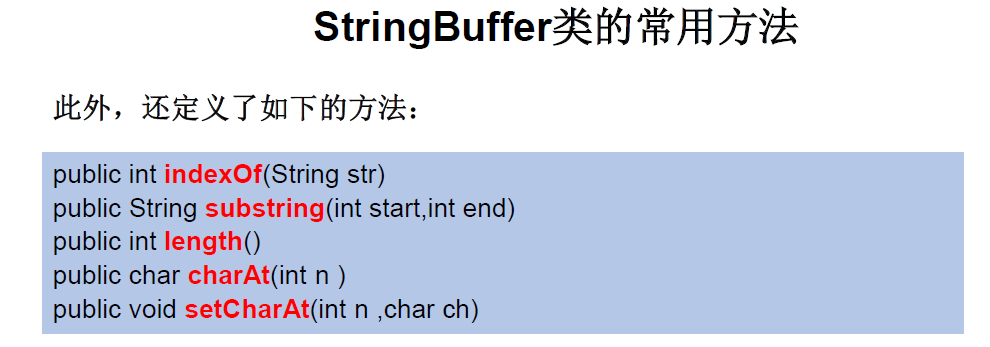 StringBuffer类的常用方法
此外，还定义了如下的方法：
public int indexOf(String str)
public String substring(int start,int end)
public int length()
public char charAt(int n )
public void setCharAt(int n ,char ch)